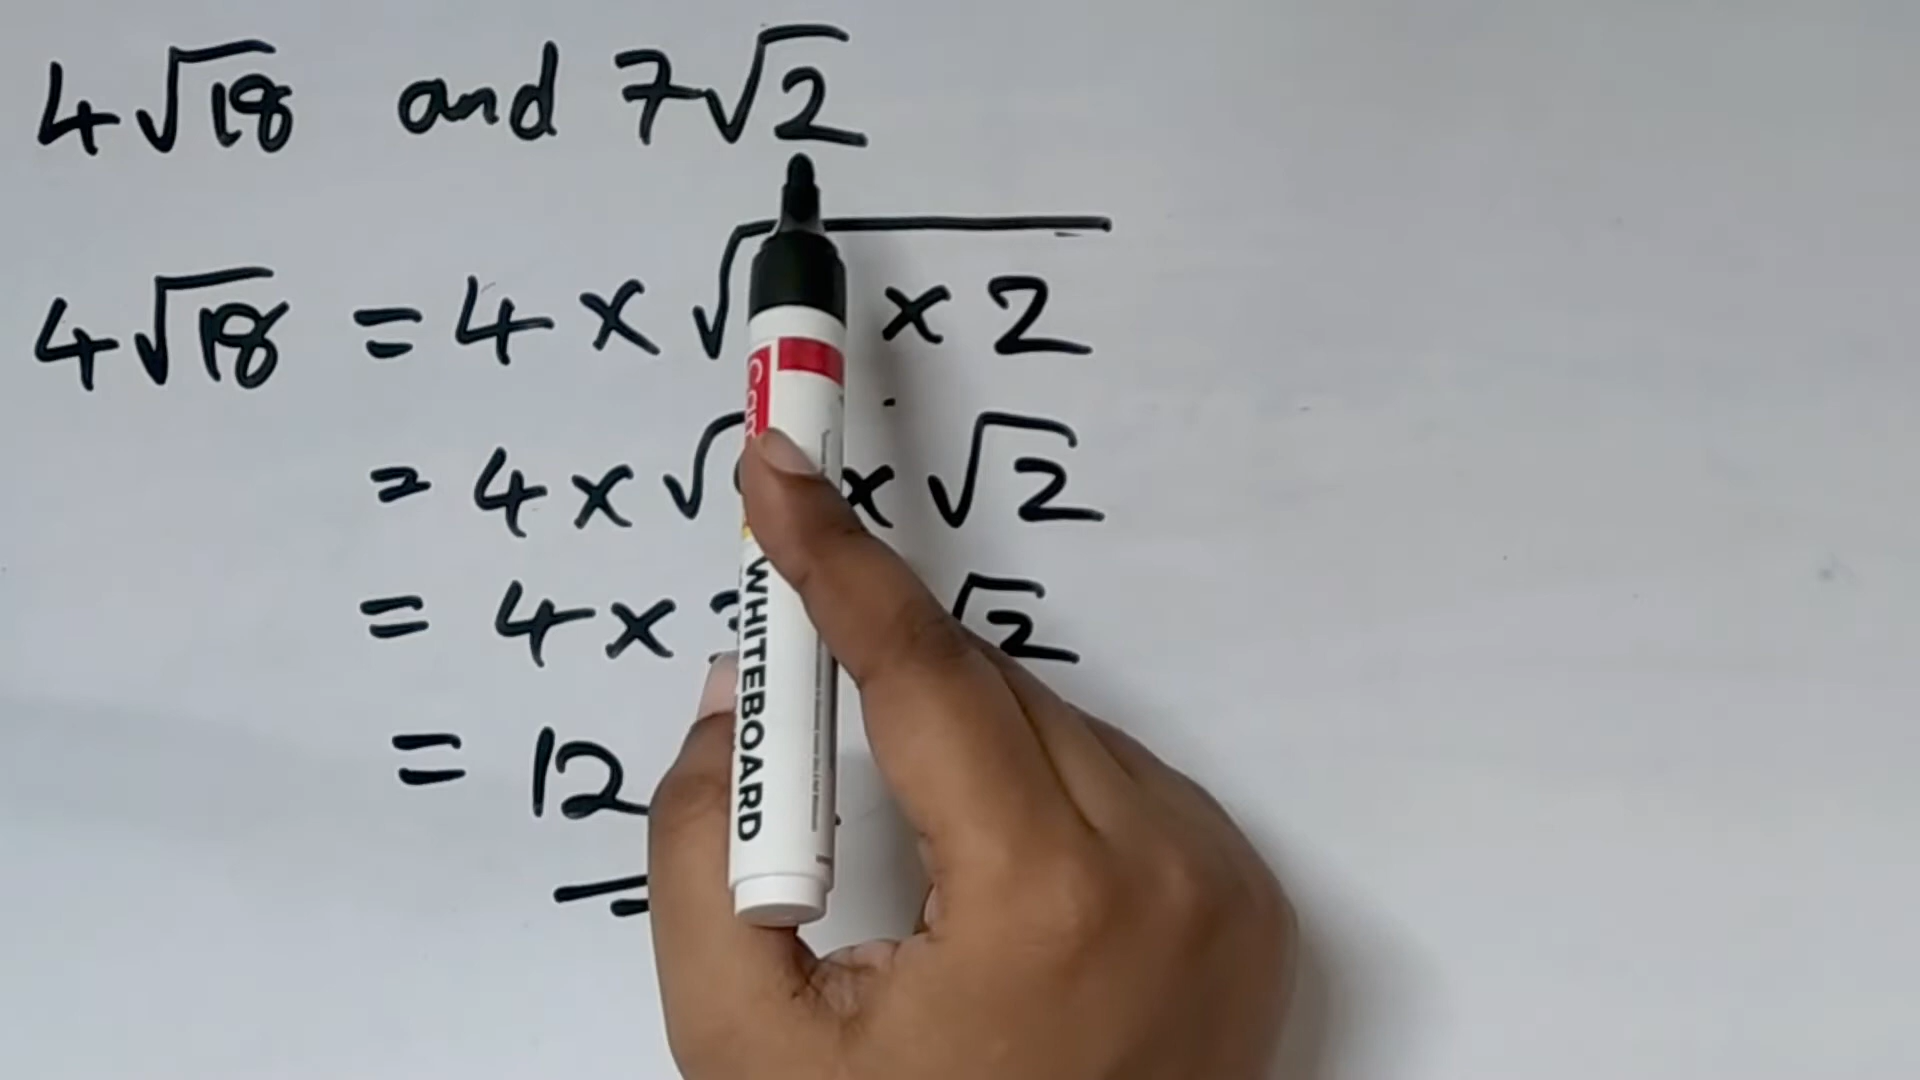 4√18 and 7√2
4√18 = 4 × √ × 2
= 4 × √ × √2
= 4 × √2
= 12
WHITEBOARD